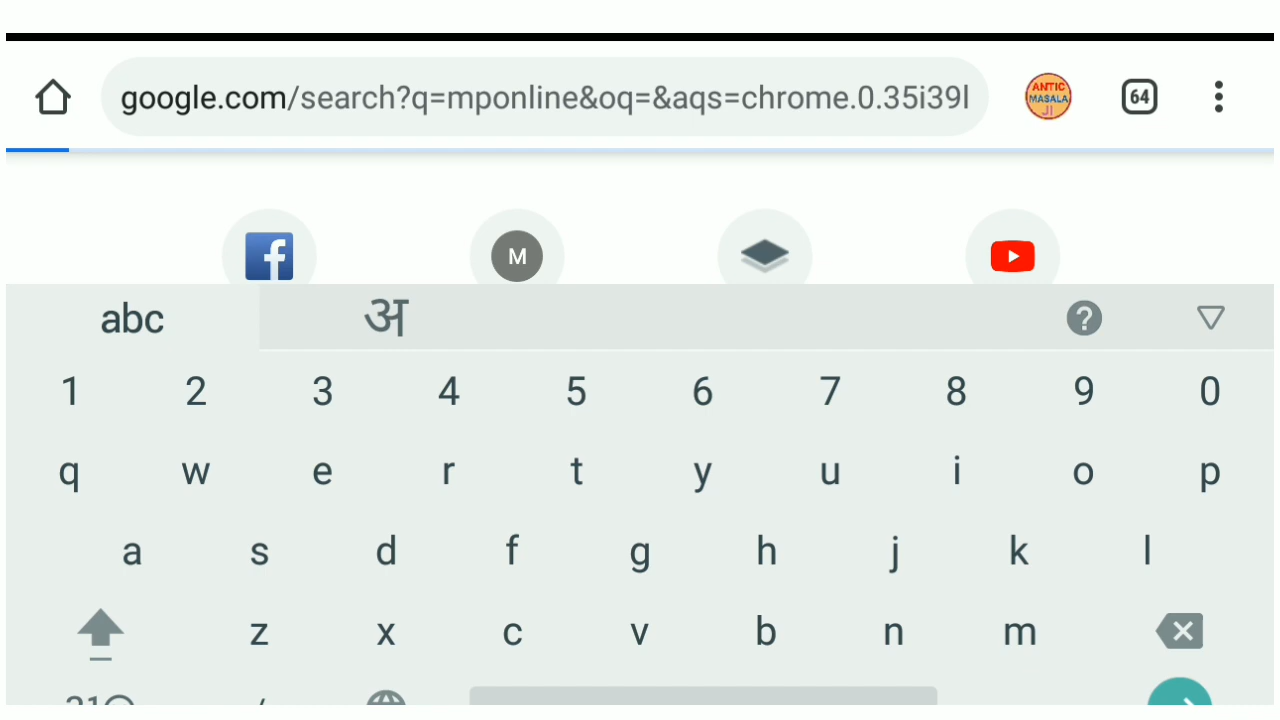 google.com/search?q=mponline&oq=&aqs=chrome.0.35i39l
ANTIC
MASALA
JI
64
M
abc अ ?
1 2 3 4 5 6 7 8 9 0
q w e r t y u i o p
a s d f g h j k l
z x c v b n m